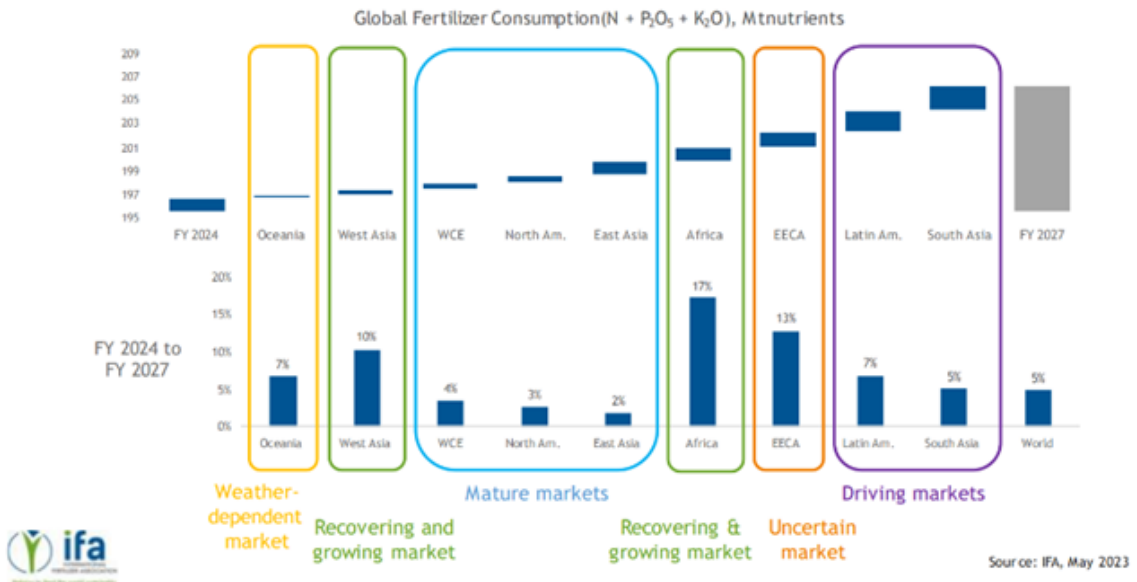 Global Fertilizer Consumption(N + P₂O₅ + K₂O), Mtnutrients
209
207
205
203
201
199
197
195
FY 2024 Oceania West Asia WCE North Am. East Asia Africa EECA Latin Am. South Asia FY 2027
20%
15%
10%
5%
0%
FY 2024 to
FY 2027
7% 10% 4% 3% 2% 17% 13% 7% 5% 5%
Oceania West Asia WCE North Am. East Asia Africa EECA Latin Am. South Asia World
Weather-
dependent
market
Recovering and
growing market
Mature markets
Recovering &
growing market
Uncertain
market
Driving markets
ifa
INTERNATIONAL
FERTILIZER ASSOCIATION
Source: IFA, May 2023